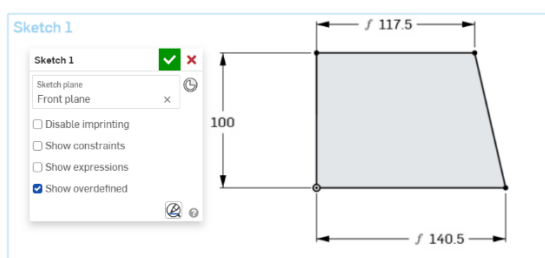 Sketch 1
Sketch 1
Sketch plane
Front plane
Disable imprinting
Show constraints
Show expressions
Show overdefined
ƒ 117.5
100
ƒ 140.5